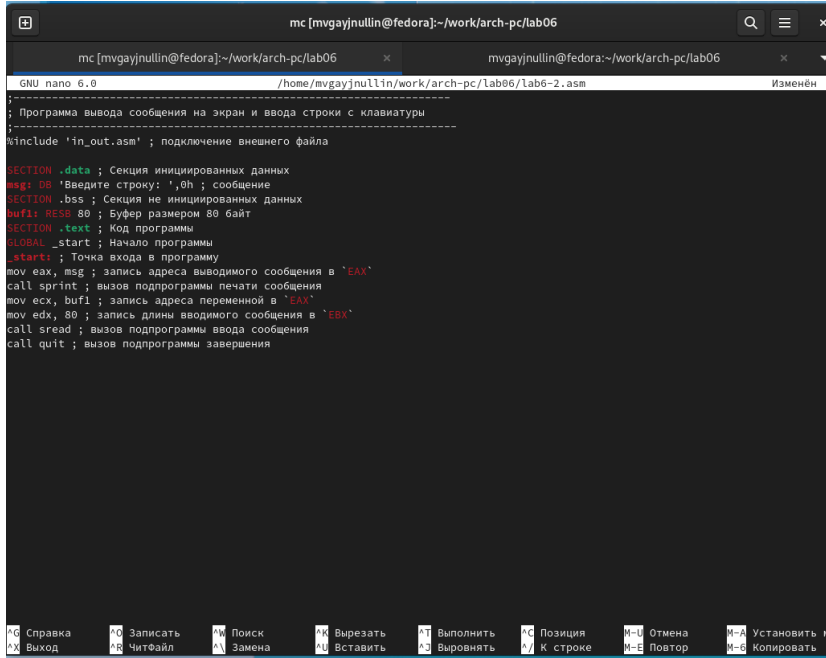 mc [mvgayjnullin@fedora]:~/work/arch-pc/lab06
mc [mvgayjnullin@fedora]:~/work/arch-pc/lab06 × mvgayjnullin@fedora:~/work/arch-pc/lab06 ×
GNU nano 6.0 /home/mvgayjnullin/work/arch-pc/lab06/lab6-2.asm Изменён
;------------------------------------------------------------------
; Программа вывода сообщения на экран и ввода строки с клавиатуры
;-------------------------------------------------------------------
%include 'in_out.asm' ; подключение внешнего файла
SECTION .data ; Секция инициированных данных
msg: DB 'Введите строку: ',0h ; сообщение
SECTION .bss ; Секция не инициированных данных
buf1: RESB 80 ; Буфер размером 80 байт
SECTION .text ; Код программы
GLOBAL _start ; Начало программы
_start: ; Точка входа в программу
mov eax, msg ; запись адреса выводимого сообщения в `EAX`
call sprint ; вызов подпрограммы печати сообщения
mov ecx, buf1 ; запись адреса переменной в `EAX`
mov edx, 80 ; запись длины вводимого сообщения в `EBX`
call sread ; вызов подпрограммы ввода сообщения
call quit ; вызов подпрограммы завершения
^G Справка ^O Записать ^W Поиск ^K Вырезать ^T Выполнить ^C Позиция M-U Отмена M-A Установить
^X Выход ^R ЧитФайл ^\ Замена ^U Вставить ^J Выровнять ^/ К строке M-E Повтор M-6 Копировать